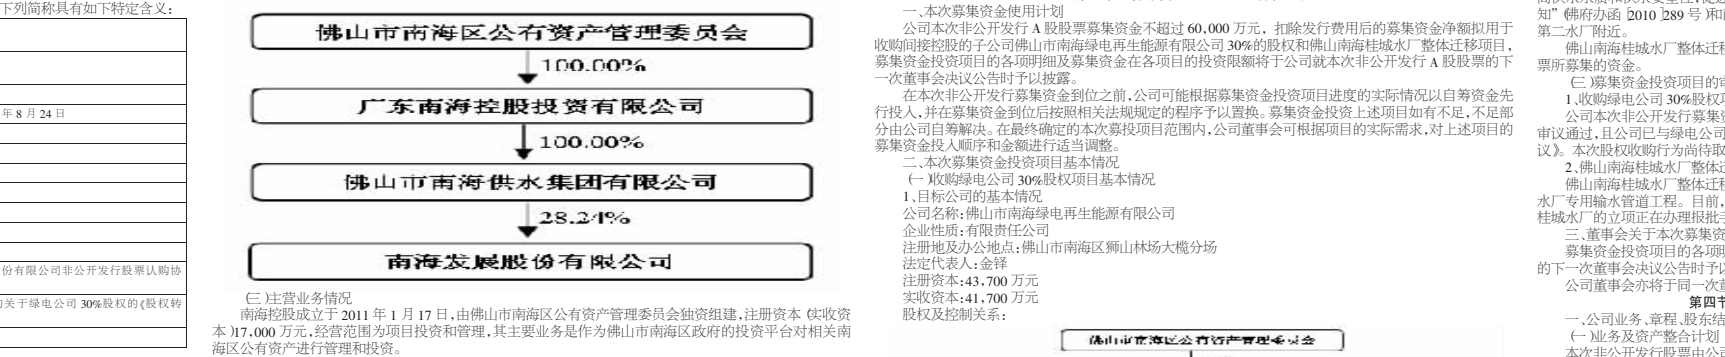 下列简称具有如下特定含义：
年 8 月 24 日
份有限公司非公开发行股票认购协
的关于绿电公司 30%股权的《股权转
佛山市南海区公有资产管理委员会
100.00%
广东南海控股投资有限公司
100.00%
佛山市南海供水集团有限公司
28.24%
南海发展股份有限公司
(三)主营业务情况
南海控股成立于 2011 年 1 月 17 日，由佛山市南海区公有资产管理委员会独资组建，注册资本（实收资
本）17,000 万元，经营范围为项目投资和管理，其主要业务是作为佛山市南海区政府的投资平台对相关南
海区公有资产进行管理和投资。
一、本次募集资金使用计划
公司本次非公开发行 A 股股票募集资金不超过 60,000 万元，扣除发行费用后的募集资金净额拟用于
收购间接控股的子公司佛山市南海绿电再生能源有限公司 30%的股权和佛山南海桂城水厂整体迁移项目，
募集资金投资项目的各项明细及募集资金在各项目的投资限额将于公司就本次非公开发行 A 股股票的下
一次董事会决议公告时予以披露。
在本次非公开发行募集资金到位之前，公司可能根据募集资金投资项目进度的实际情况以自筹资金先
行投入，并在募集资金到位后按照相关法规规定的程序予以置换。募集资金投资上述项目如有不足，不足部
分由公司自筹解决。在最终确定的本次募投项目范围内，公司董事会可根据项目的实际需求，对上述项目的
募集资金投入顺序和金额进行适当调整。
二、本次募集资金投资项目基本情况
(一)收购绿电公司 30%股权项目基本情况
1、目标公司的基本情况
公司名称：佛山市南海绿电再生能源有限公司
企业性质：有限责任公司
注册地及办公地点：佛山市南海区狮山林场大榄分场
法定代表人：金铎
注册资本：43,700 万元
实收资本：41,700 万元
股权及控制关系：
佛山市南海区公有资产管理委员会
知”（佛府办函[2010]289 号）和
第二水厂附近。
佛山南海桂城水厂整体迁移
票所募集的资金。
(三)募集资金投资项目的审
1、收购绿电公司 30%股权项
公司本次非公开发行募集资
审议通过，且公司已与绿电公司
议》。本次股权收购行为尚待取
2、佛山南海桂城水厂整体迁
佛山南海桂城水厂整体迁移
水厂专用输水管道工程。目前，
桂城水厂的立项正在办理报批手
三、董事会关于本次募集资
募集资金投资项目的各项明
的下一次董事会决议公告时予以
公司董事会亦将于同一次董
第四节
一、公司业务、章程、股东结
(一)业务及资产整合计划
本次非公开发行股票由公司